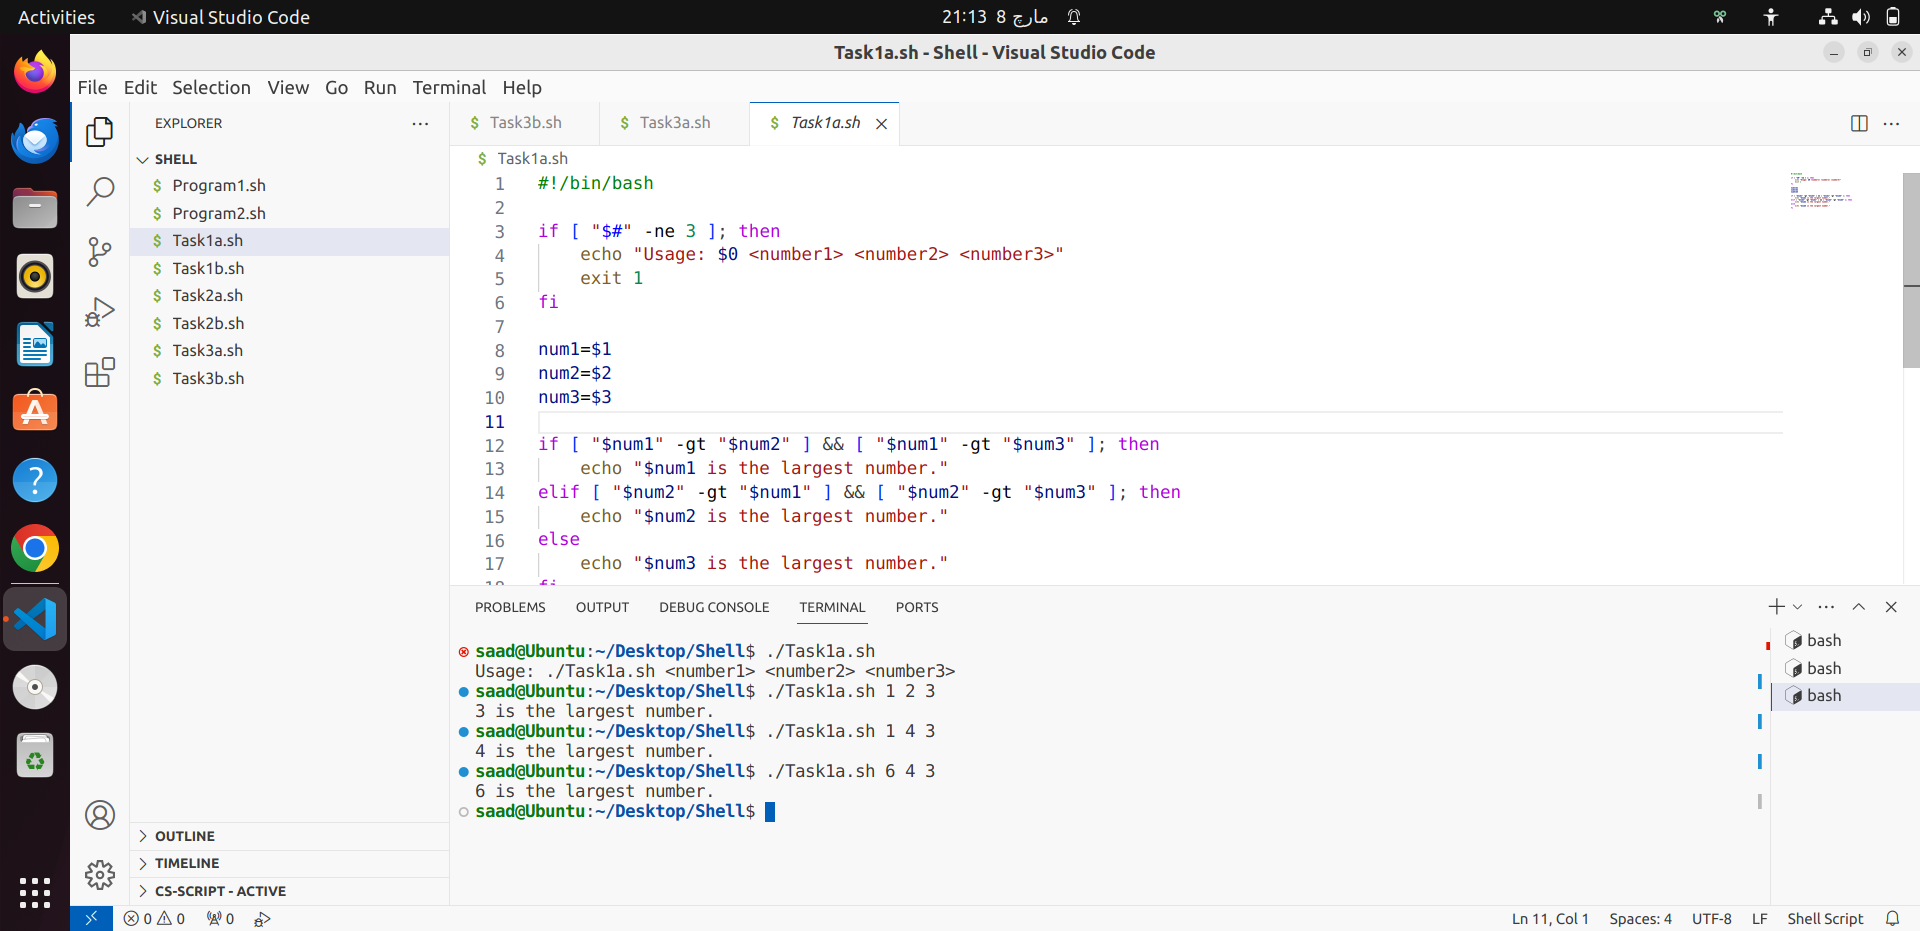 Activities
Visual Studio Code
21:13 8 مارچ
Task1a.sh - Shell - Visual Studio Code
File Edit Selection View Go Run Terminal Help
EXPLORER
SHELL
$ Program1.sh
$ Program2.sh
$ Task1a.sh
$ Task1b.sh
$ Task2a.sh
$ Task2b.sh
$ Task3a.sh
$ Task3b.sh
OUTLINE
TIMELINE
CS-SCRIPT - ACTIVE
$ Task3b.sh $ Task3a.sh $ Task1a.sh
$ Task1a.sh
1 #!/bin/bash
2
3 if [ "$#" -ne 3 ]; then
4 echo "Usage: $0 <number1> <number2> <number3>"
5 exit 1
6 fi
7
8 num1=$1
9 num2=$2
10 num3=$3
11
12 if [ "$num1" -gt "$num2" ] && [ "$num1" -gt "$num3" ]; then
13 echo "$num1 is the largest number."
14 elif [ "$num2" -gt "$num1" ] && [ "$num2" -gt "$num3" ]; then
15 echo "$num2 is the largest number."
16 else
17 echo "$num3 is the largest number."
18 fi
PROBLEMS OUTPUT DEBUG CONSOLE TERMINAL PORTS
saad@Ubuntu:~/Desktop/Shell$ ./Task1a.sh
Usage: ./Task1a.sh <number1> <number2> <number3>
saad@Ubuntu:~/Desktop/Shell$ ./Task1a.sh 1 2 3
3 is the largest number.
saad@Ubuntu:~/Desktop/Shell$ ./Task1a.sh 1 4 3
4 is the largest number.
saad@Ubuntu:~/Desktop/Shell$ ./Task1a.sh 6 4 3
6 is the largest number.
saad@Ubuntu:~/Desktop/Shell$
bash
bash
bash
0 0 0
Ln 11, Col 1 Spaces: 4 UTF-8 LF Shell Script